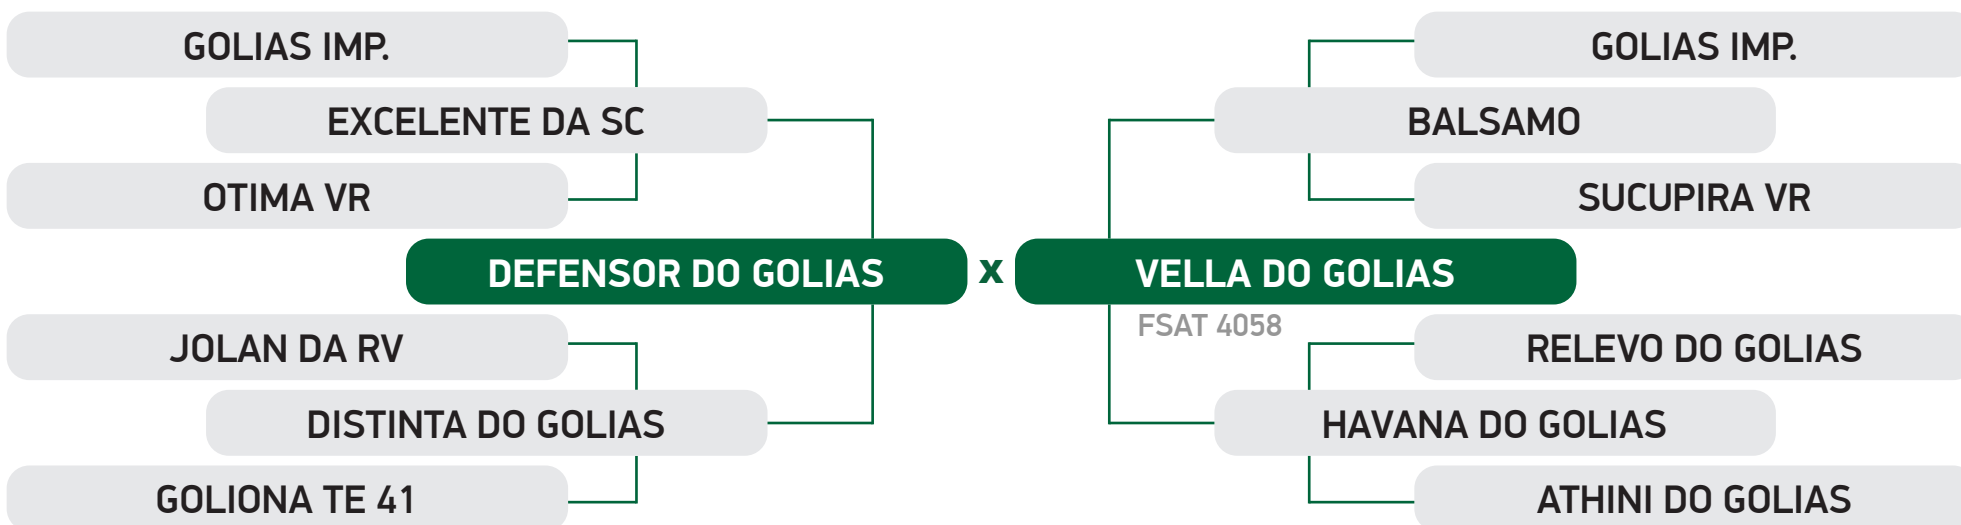 GOLIAS IMP.
GOLIAS IMP.
EXCELENTE DA SC
BALSAMO
OTIMA VR
SUCUPIRA VR
DEFENSOR DO GOLIAS
x
VELLA DO GOLIAS
FSAT 4058
JOLAN DA RV
RELEVO DO GOLIAS
DISTINTA DO GOLIAS
HAVANA DO GOLIAS
GOLIONA TE 41
ATHINI DO GOLIAS